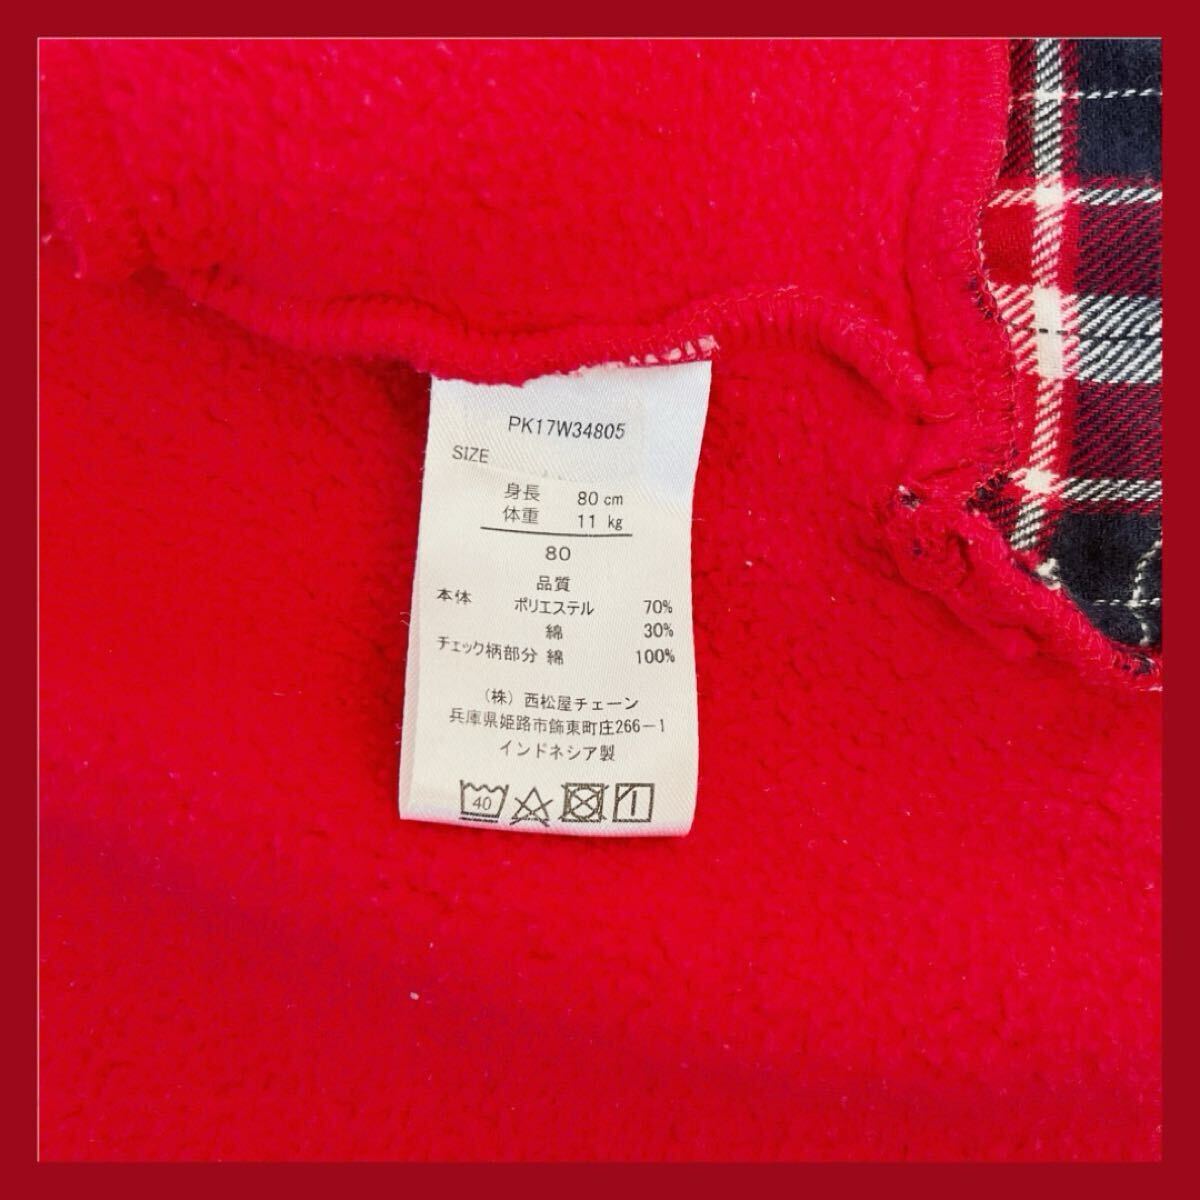 PK17W34805
SIZE
身長 80 cm
体重 11 kg
80
品質
本体 ポリエステル 70%
綿 30%
チェック柄部分 綿 100%
(株) 西松屋チェーン
兵庫県姫路市飾東町庄266-1
インドネシア製
40